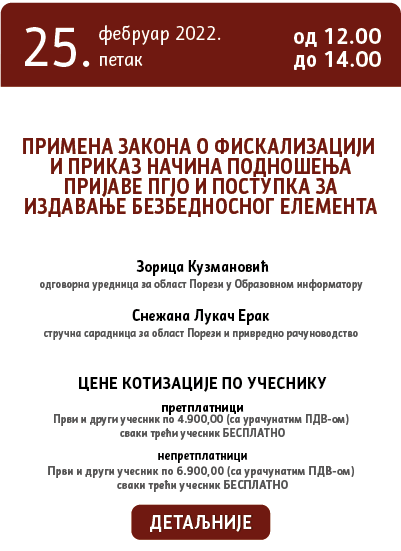 25. фебруар 2022.
петак
од 12.00
до 14.00
ПРИМЕНА ЗАКОНА О ФИСКАЛИЗАЦИЈИ
И ПРИКАЗ НАЧИНА ПОДНОШЕЊА
ПРИЈАВЕ ПГЈО И ПОСТУПКА ЗА
ИЗДАВАЊЕ БЕЗБЕДНОСНОГ ЕЛЕМЕНТА
Зорица Кузмановић
одговорна уредница за област Порези у Образовном информатору
Снежана Лукач Ерак
стручна сарадница за област Порези и привредно рачуноводство
ЦЕНЕ КОТИЗАЦИЈЕ ПО УЧЕСНИКУ
претплатници
Први и други учесник по 4.900,00 (са урачунатим ПДВ-ом)
сваки трећи учесник БЕСПЛАТНО
непретплатници
Први и други учесник по 6.900,00 (са урачунатим ПДВ-ом)
сваки трећи учесник БЕСПЛАТНО
ДЕТАЉНИЈЕ